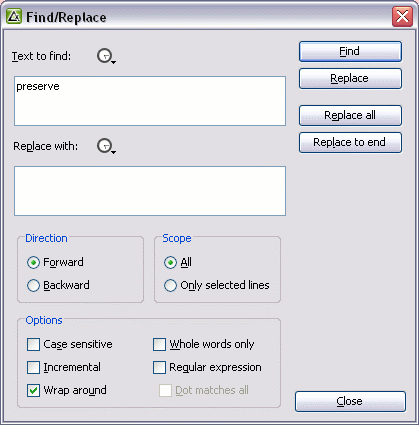 Find/Replace
Text to find:
Find
preserve
Replace
Replace all
Replace with:
Replace to end
Direction
Scope
Forward
All
Backward
Only selected lines
Options
Case sensitive
Whole words only
Incremental
Regular expression
Wrap around
Dot matches all
Close